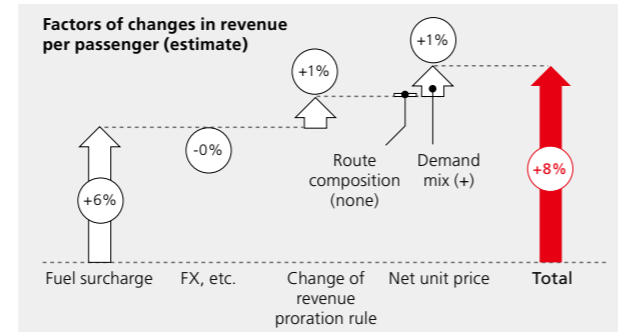 Factors of changes in revenue
per passenger (estimate)
+1%
+1%
-0%
Route
composition
(none)
Demand
mix (+)
+8%
+6%
Fuel surcharge
FX, etc.
Change of
revenue
proration rule
Net unit price
Total